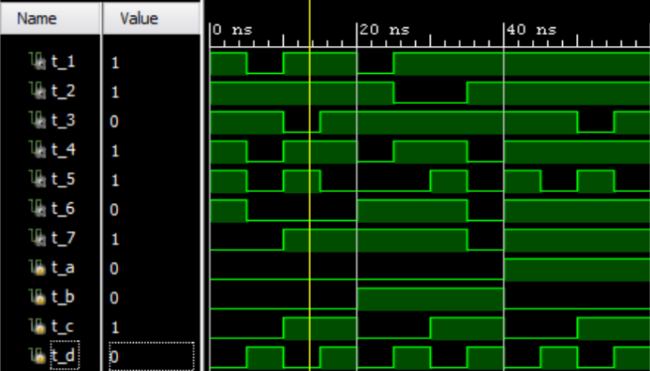 Name Value
0 ns 20 ns 40 ns
t_1 1
t_2 1
t_3 0
t_4 1
t_5 1
t_6 0
t_7 1
t_a 0
t_b 0
t_c 1
t_d 0